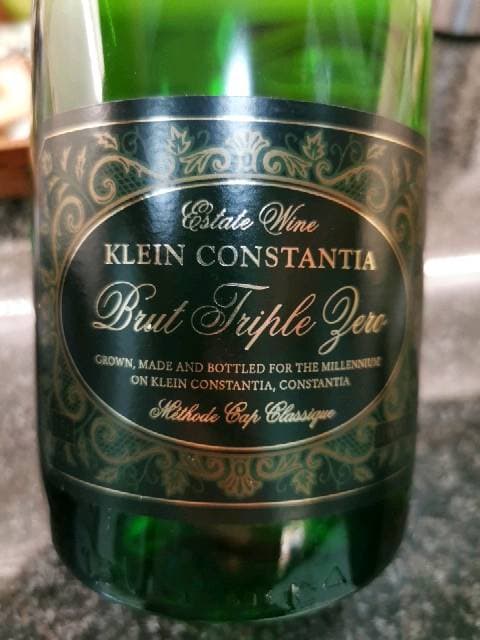 Estate Wine
KLEIN CONSTANTIA
Brut Triple Zero
GROWN, MADE AND BOTTLED FOR THE MILLENNIUM
ON KLEIN CONSTANTIA, CONSTANTIA
Méthode Cap Classique